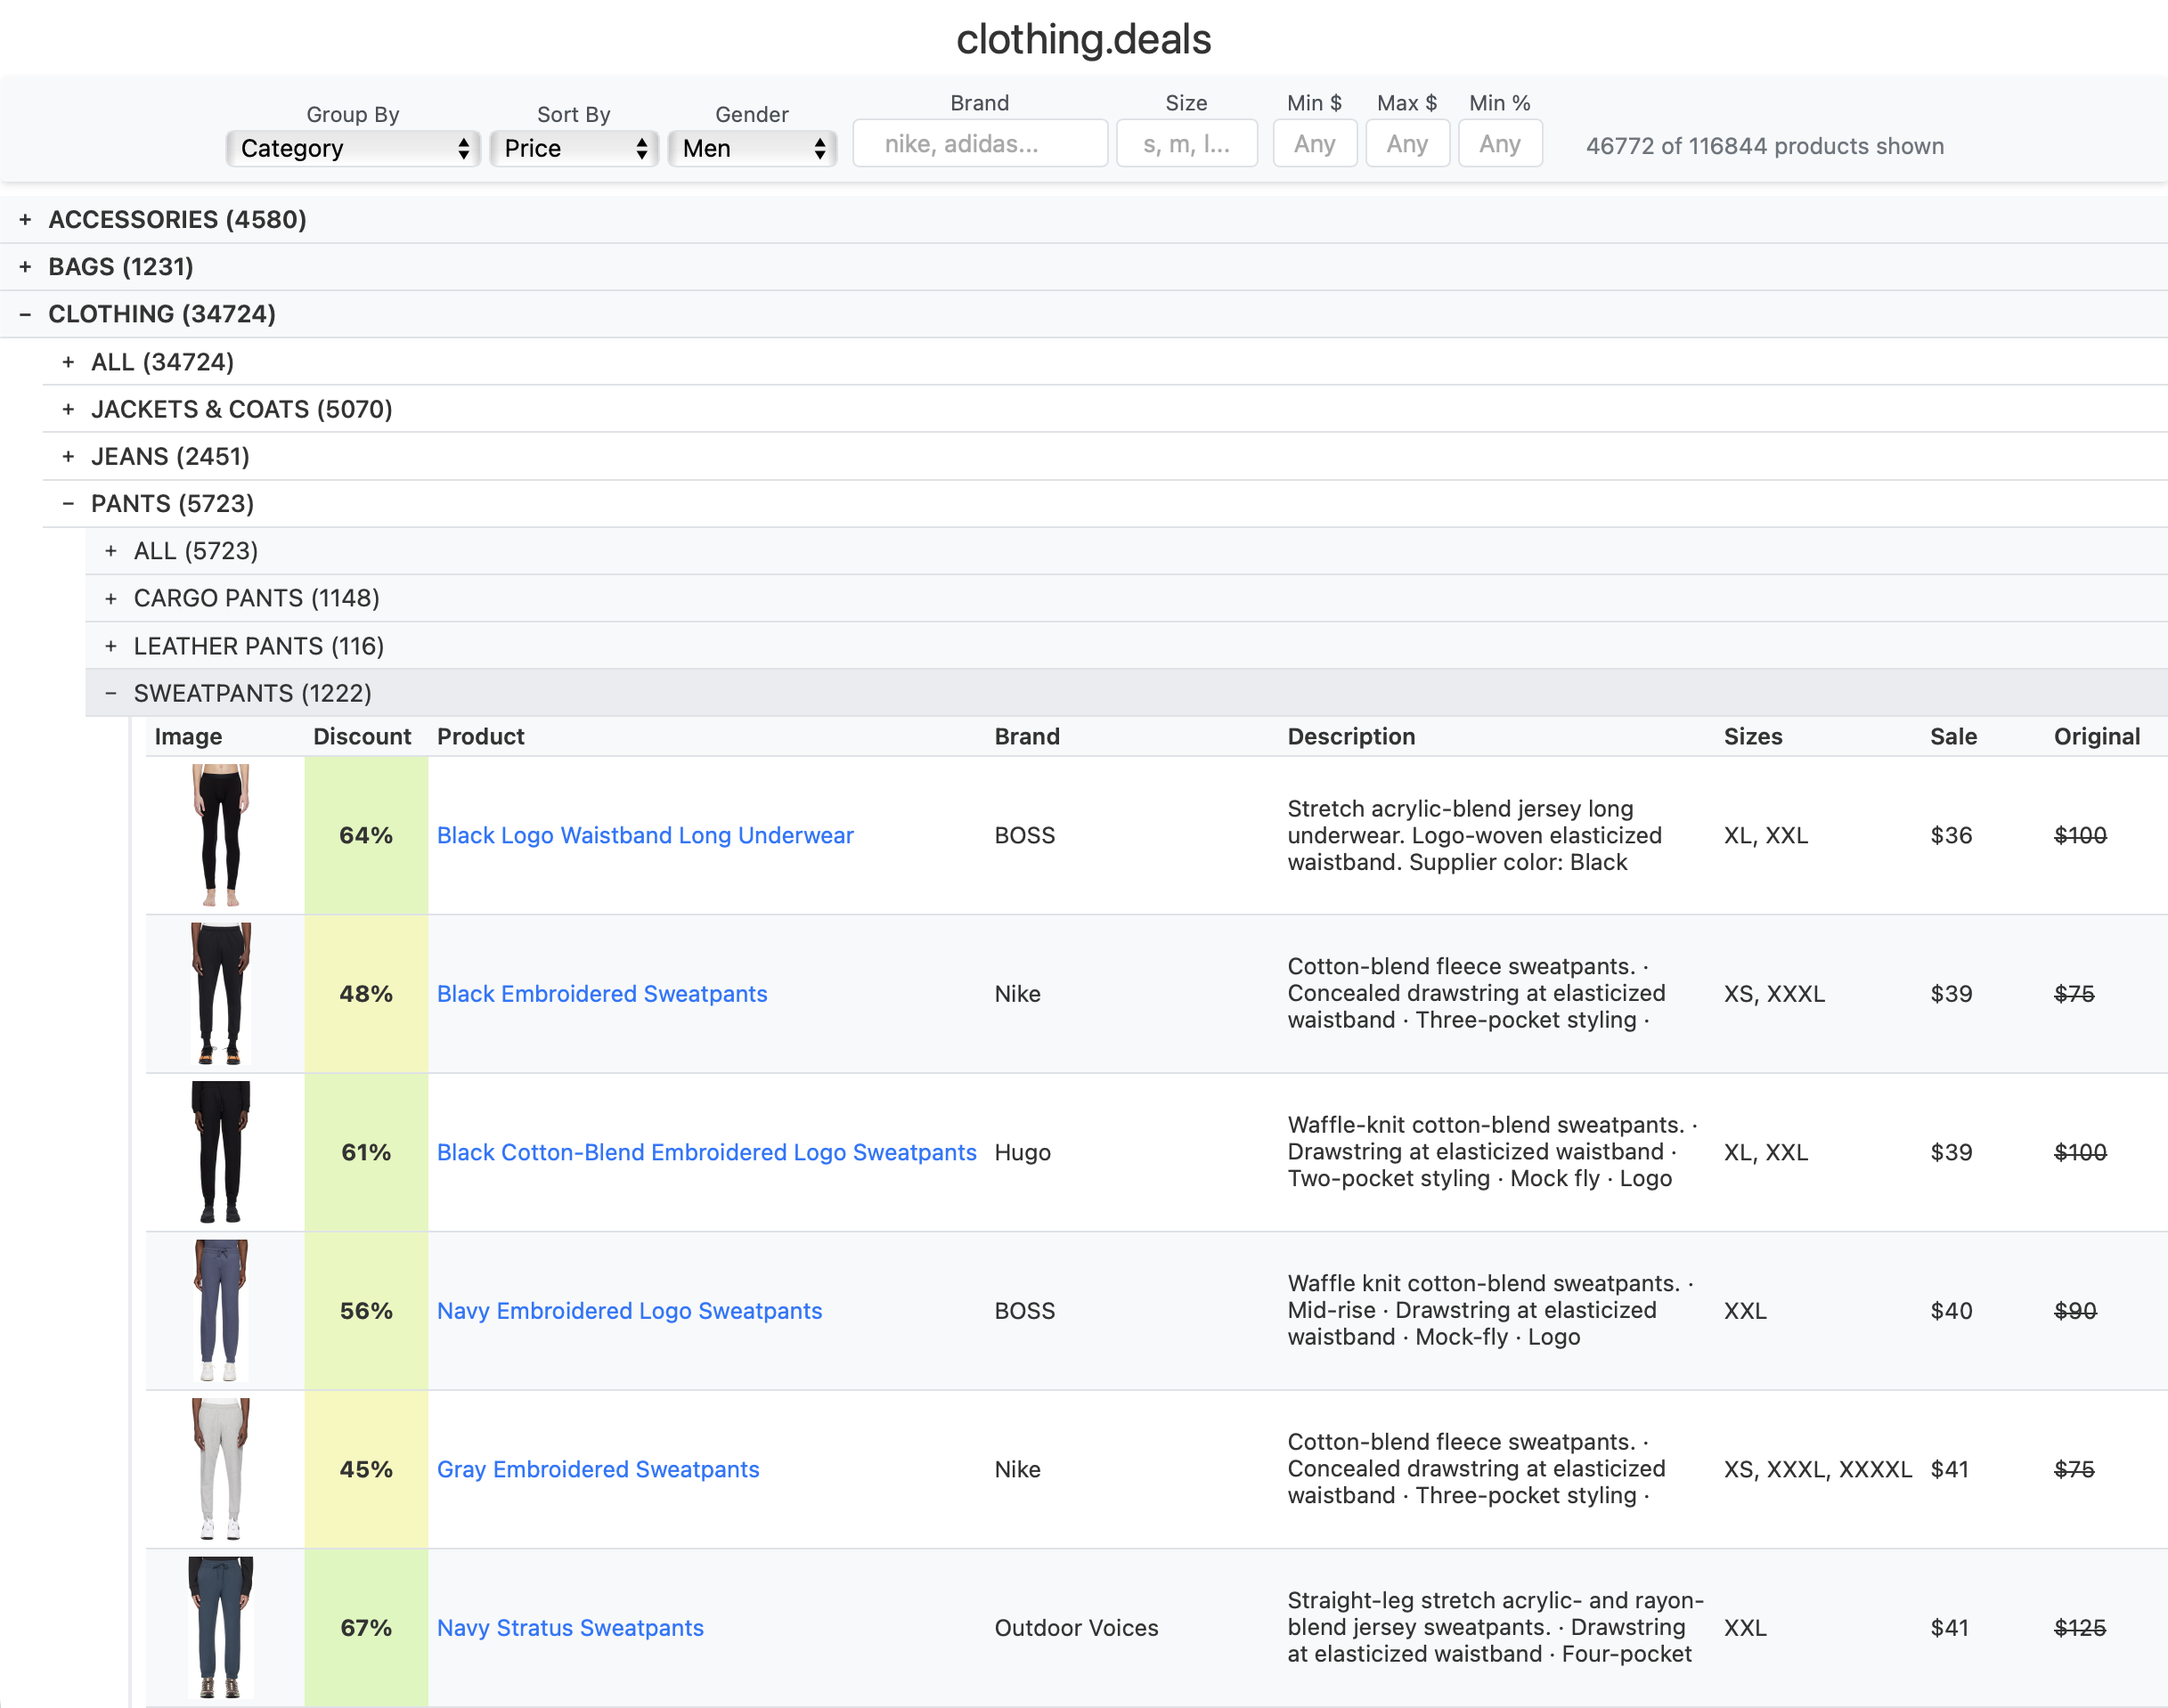 clothing.deals
Group By Sort By Gender Brand Size Min $ Max $ Min %
Category Price Men nike, adidas... s, m, l... Any Any Any 46772 of 116844 products shown
+ ACCESSORIES (4580)
+ BAGS (1231)
− CLOTHING (34724)
+ ALL (34724)
+ JACKETS & COATS (5070)
+ JEANS (2451)
− PANTS (5723)
+ ALL (5723)
+ CARGO PANTS (1148)
+ LEATHER PANTS (116)
− SWEATPANTS (1222)
Image Discount Product Brand Description Sizes Sale Original
64% Black Logo Waistband Long Underwear BOSS
Stretch acrylic-blend jersey long
underwear. Logo-woven elasticized
waistband. Supplier color: Black
XL, XXL $36 $100
48% Black Embroidered Sweatpants Nike
Cotton-blend fleece sweatpants. ·
Concealed drawstring at elasticized
waistband · Three-pocket styling ·
XS, XXXL $39 $75
61% Black Cotton-Blend Embroidered Logo Sweatpants Hugo
Waffle-knit cotton-blend sweatpants. ·
Drawstring at elasticized waistband ·
Two-pocket styling · Mock fly · Logo
XL, XXL $39 $100
56% Navy Embroidered Logo Sweatpants BOSS
Waffle knit cotton-blend sweatpants. ·
Mid-rise · Drawstring at elasticized
waistband · Mock-fly · Logo
XXL $40 $90
45% Gray Embroidered Sweatpants Nike
Cotton-blend fleece sweatpants. ·
Concealed drawstring at elasticized
waistband · Three-pocket styling ·
XS, XXXL, XXXXL $41 $75
67% Navy Stratus Sweatpants Outdoor Voices
Straight-leg stretch acrylic- and rayon-
blend jersey sweatpants. · Drawstring
at elasticized waistband · Four-pocket
XXL $41 $125